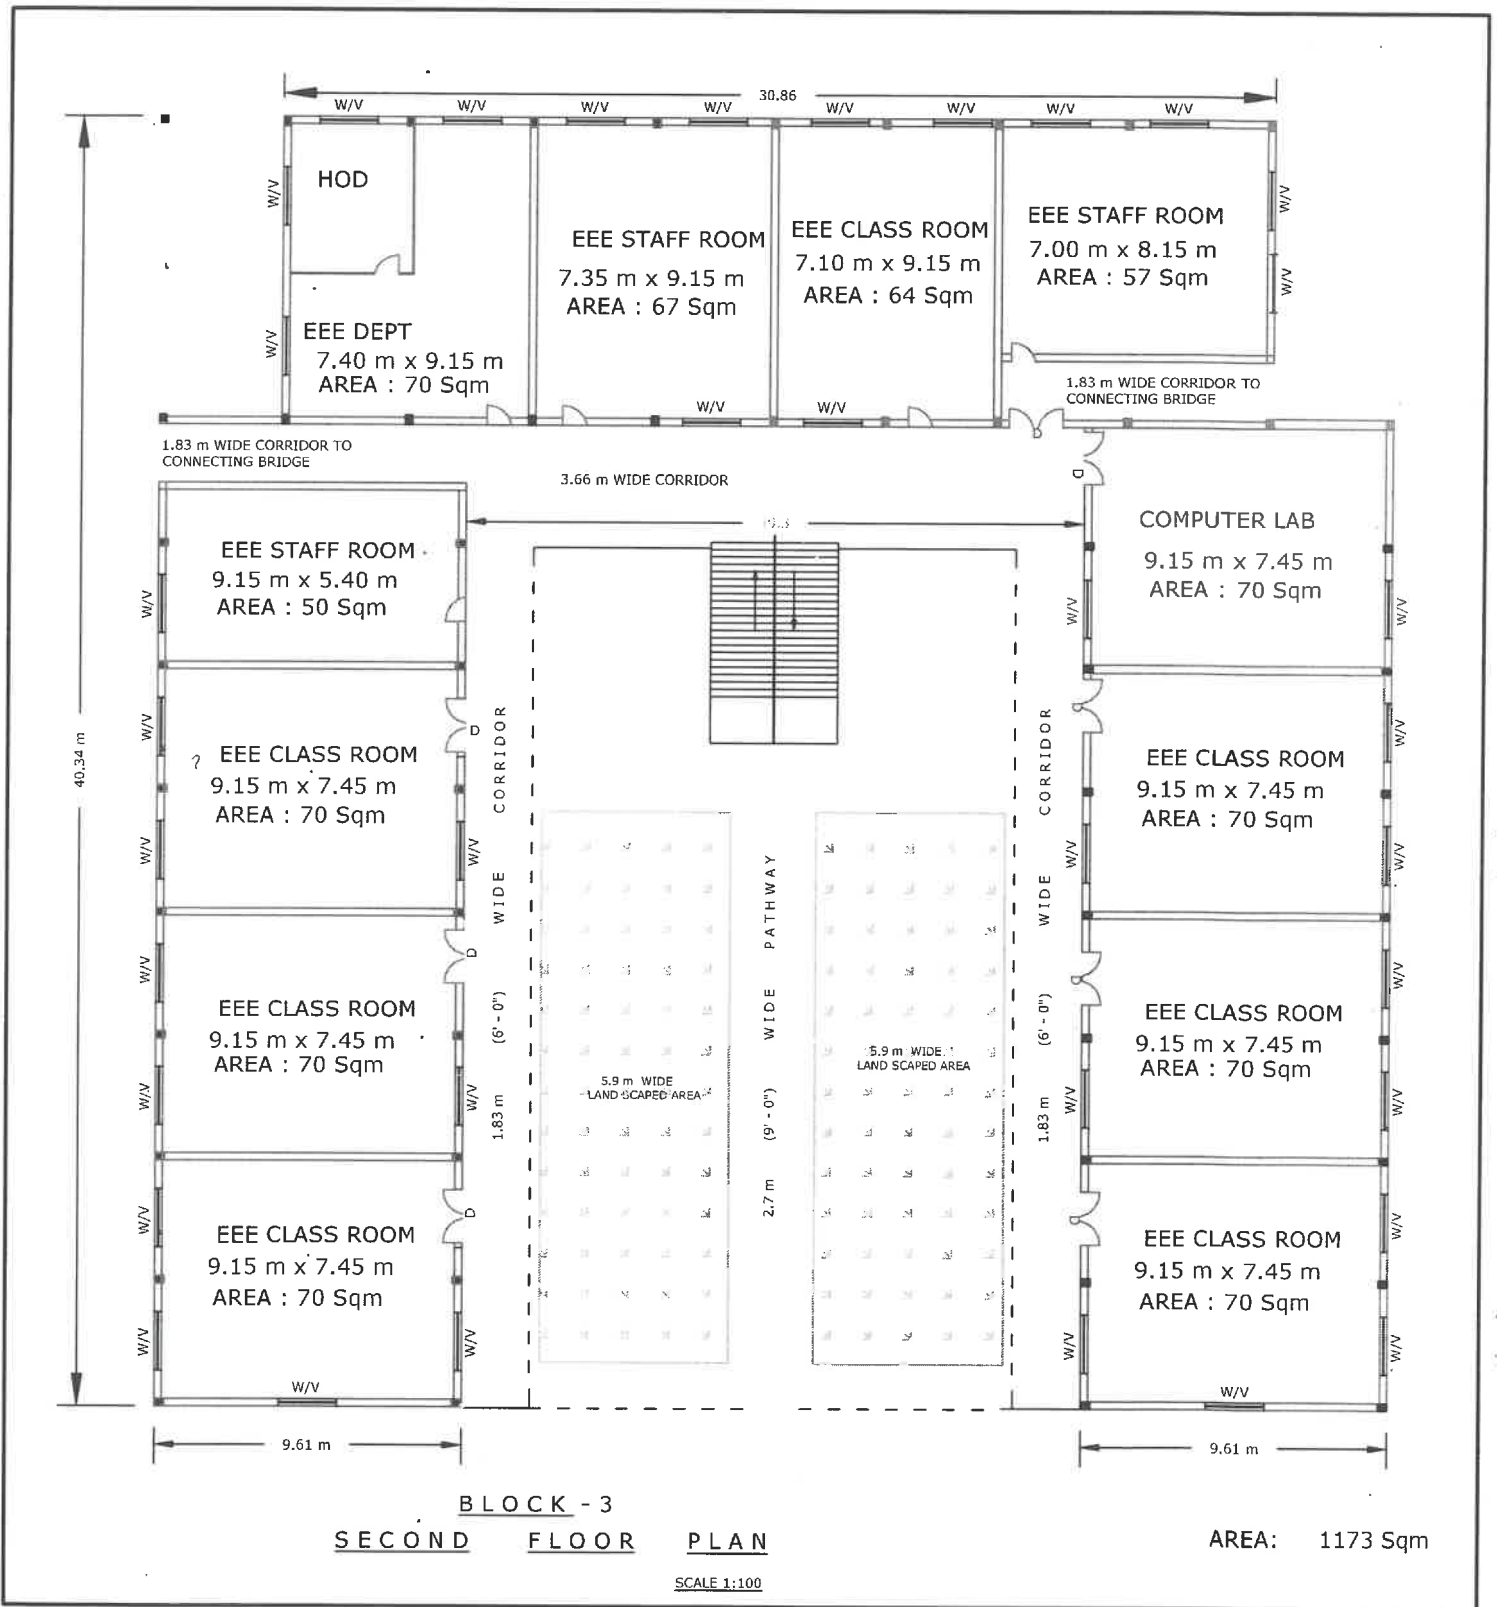 30.86
W/V W/V W/V W/V W/V W/V W/V W/V
HOD
W/V
W/V
EEE DEPT
7.40 m x 9.15 m
AREA : 70 Sqm
EEE STAFF ROOM
7.35 m x 9.15 m
AREA : 67 Sqm
W/V
EEE CLASS ROOM
7.10 m x 9.15 m
AREA : 64 Sqm
W/V
EEE STAFF ROOM
7.00 m x 8.15 m
AREA : 57 Sqm
W/V
W/V
1.83 m WIDE CORRIDOR TO
CONNECTING BRIDGE
D
1.83 m WIDE CORRIDOR TO
CONNECTING BRIDGE
3.66 m WIDE CORRIDOR
D
40.34 m
EEE STAFF ROOM
9.15 m x 5.40 m
AREA : 50 Sqm
W/V
COMPUTER LAB
9.15 m x 7.45 m
AREA : 70 Sqm
W/V
W/V
EEE CLASS ROOM
9.15 m x 7.45 m
AREA : 70 Sqm
W/V
W/V
D
W/V
EEE CLASS ROOM
9.15 m x 7.45 m
AREA : 70 Sqm
D
W/V
W/V
W/V
EEE CLASS ROOM
9.15 m x 7.45 m
AREA : 70 Sqm
W/V
W/V
D
W/V
EEE CLASS ROOM
9.15 m x 7.45 m
AREA : 70 Sqm
D
W/V
W/V
W/V
EEE CLASS ROOM
9.15 m x 7.45 m
AREA : 70 Sqm
W/V
W/V
D
W/V
W/V
EEE CLASS ROOM
9.15 m x 7.45 m
AREA : 70 Sqm
D
W/V
W/V
W/V
W/V
1.83 m (6' - 0") WIDE CORRIDOR
5.9 m WIDE
LAND SCAPED AREA
2.7 m (9' - 0") WIDE PATHWAY
5.9 m WIDE
LAND SCAPED AREA
1.83 m (6' - 0") WIDE CORRIDOR
9.61 m
9.61 m
BLOCK - 3
SECOND FLOOR PLAN
AREA: 1173 Sqm
SCALE 1:100